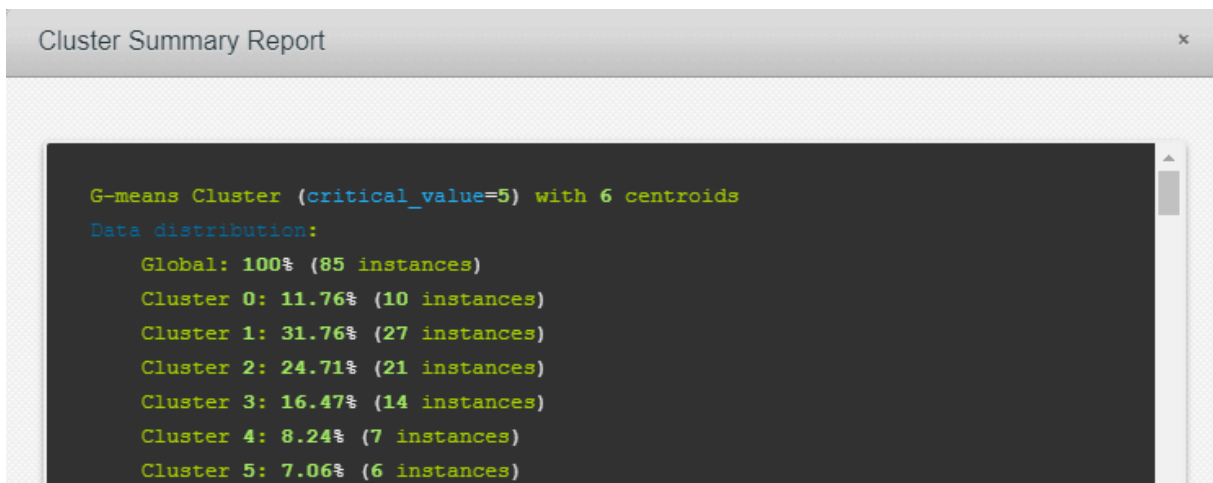 Cluster Summary Report ×
G-means Cluster (critical_value=5) with 6 centroids
Data distribution:
Global: 100% (85 instances)
Cluster 0: 11.76% (10 instances)
Cluster 1: 31.76% (27 instances)
Cluster 2: 24.71% (21 instances)
Cluster 3: 16.47% (14 instances)
Cluster 4: 8.24% (7 instances)
Cluster 5: 7.06% (6 instances)